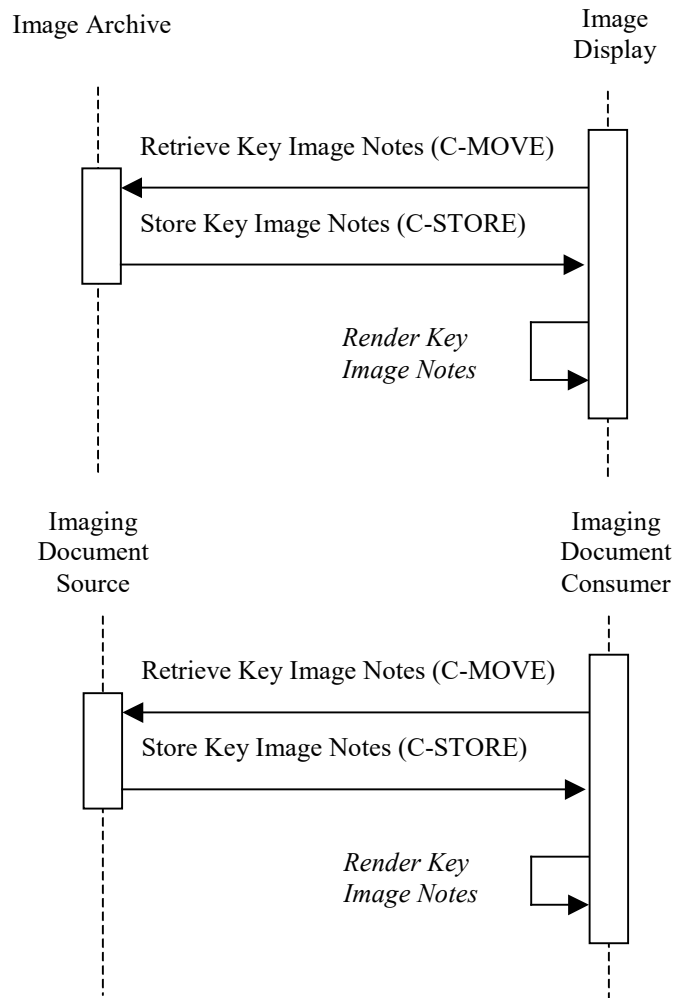 Image Archive
Image
Display
Retrieve Key Image Notes (C-MOVE)
Store Key Image Notes (C-STORE)
Render Key
Image Notes
Imaging
Document
Source
Imaging
Document
Consumer
Retrieve Key Image Notes (C-MOVE)
Store Key Image Notes (C-STORE)
Render Key
Image Notes